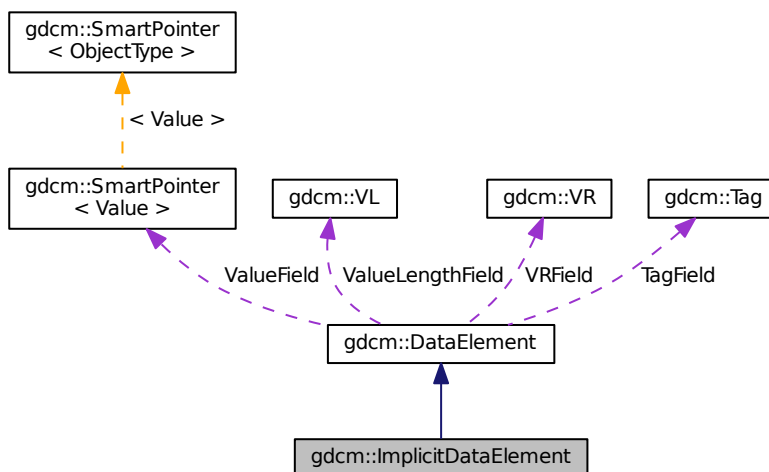 gdcm::SmartPointer
< ObjectType >
< Value >
gdcm::SmartPointer
< Value >
gdcm::VL
gdcm::VR
gdcm::Tag
ValueField
ValueLengthField
VRField
TagField
gdcm::DataElement
gdcm::ImplicitDataElement